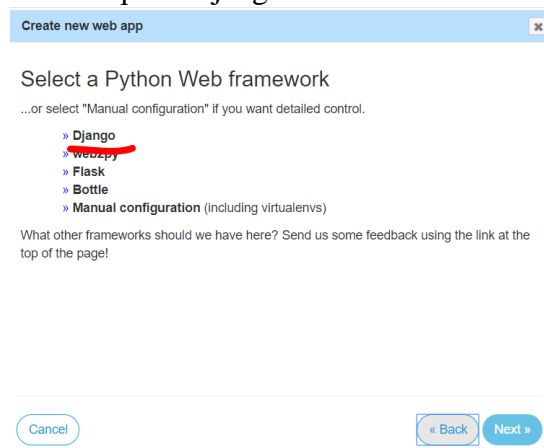 Create new web app
Select a Python Web framework
...or select "Manual configuration" if you want detailed control.
» Django
» web2py
» Flask
» Bottle
» Manual configuration (including virtualenvs)
What other frameworks should we have here? Send us some feedback using the link at the
top of the page!
Cancel
« Back
Next »